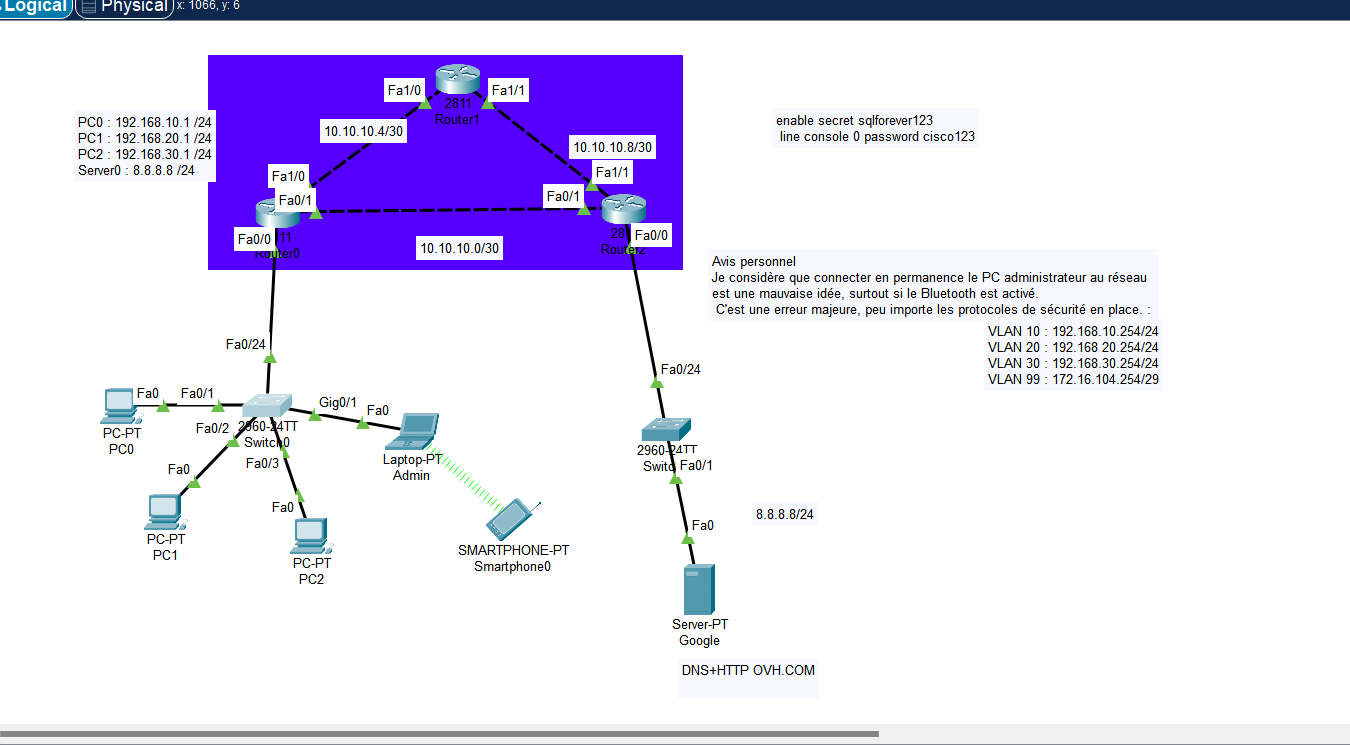 Logical
Physical
x: 1066, y: 6
PC0 : 192.168.10.1 /24
PC1 : 192.168.20.1 /24
PC2 : 192.168.30.1 /24
Server0 : 8.8.8.8 /24
Fa1/0
Fa1/1
2811
Router1
10.10.10.4/30
10.10.10.8/30
Fa1/0
Fa1/1
Fa0/1
Fa0/1
Fa0/0
11
Router0
28
Fa0/0
Router2
10.10.10.0/30
enable secret sqlforever123
line console 0 password cisco123
Avis personnel
Je considère que connecter en permanence le PC administrateur au réseau
est une mauvaise idée, surtout si le Bluetooth est activé.
C'est une erreur majeure, peu importe les protocoles de sécurité en place. :
VLAN 10 : 192.168.10.254/24
VLAN 20 : 192.168 20.254/24
VLAN 30 : 192.168.30.254/24
VLAN 99 : 172.16.104.254/29
Fa0/24
Fa0/24
Fa0
Fa0/1
PC-PT
PC0
Fa0/2
2960-24TT
Switch0
Gig0/1
Fa0
Fa0/3
Laptop-PT
Admin
Fa0
PC-PT
PC1
Fa0
PC-PT
PC2
SMARTPHONE-PT
Smartphone0
2960-24TT
Switc
Fa0/1
8.8.8.8/24
Fa0
Server-PT
Google
DNS+HTTP OVH.COM